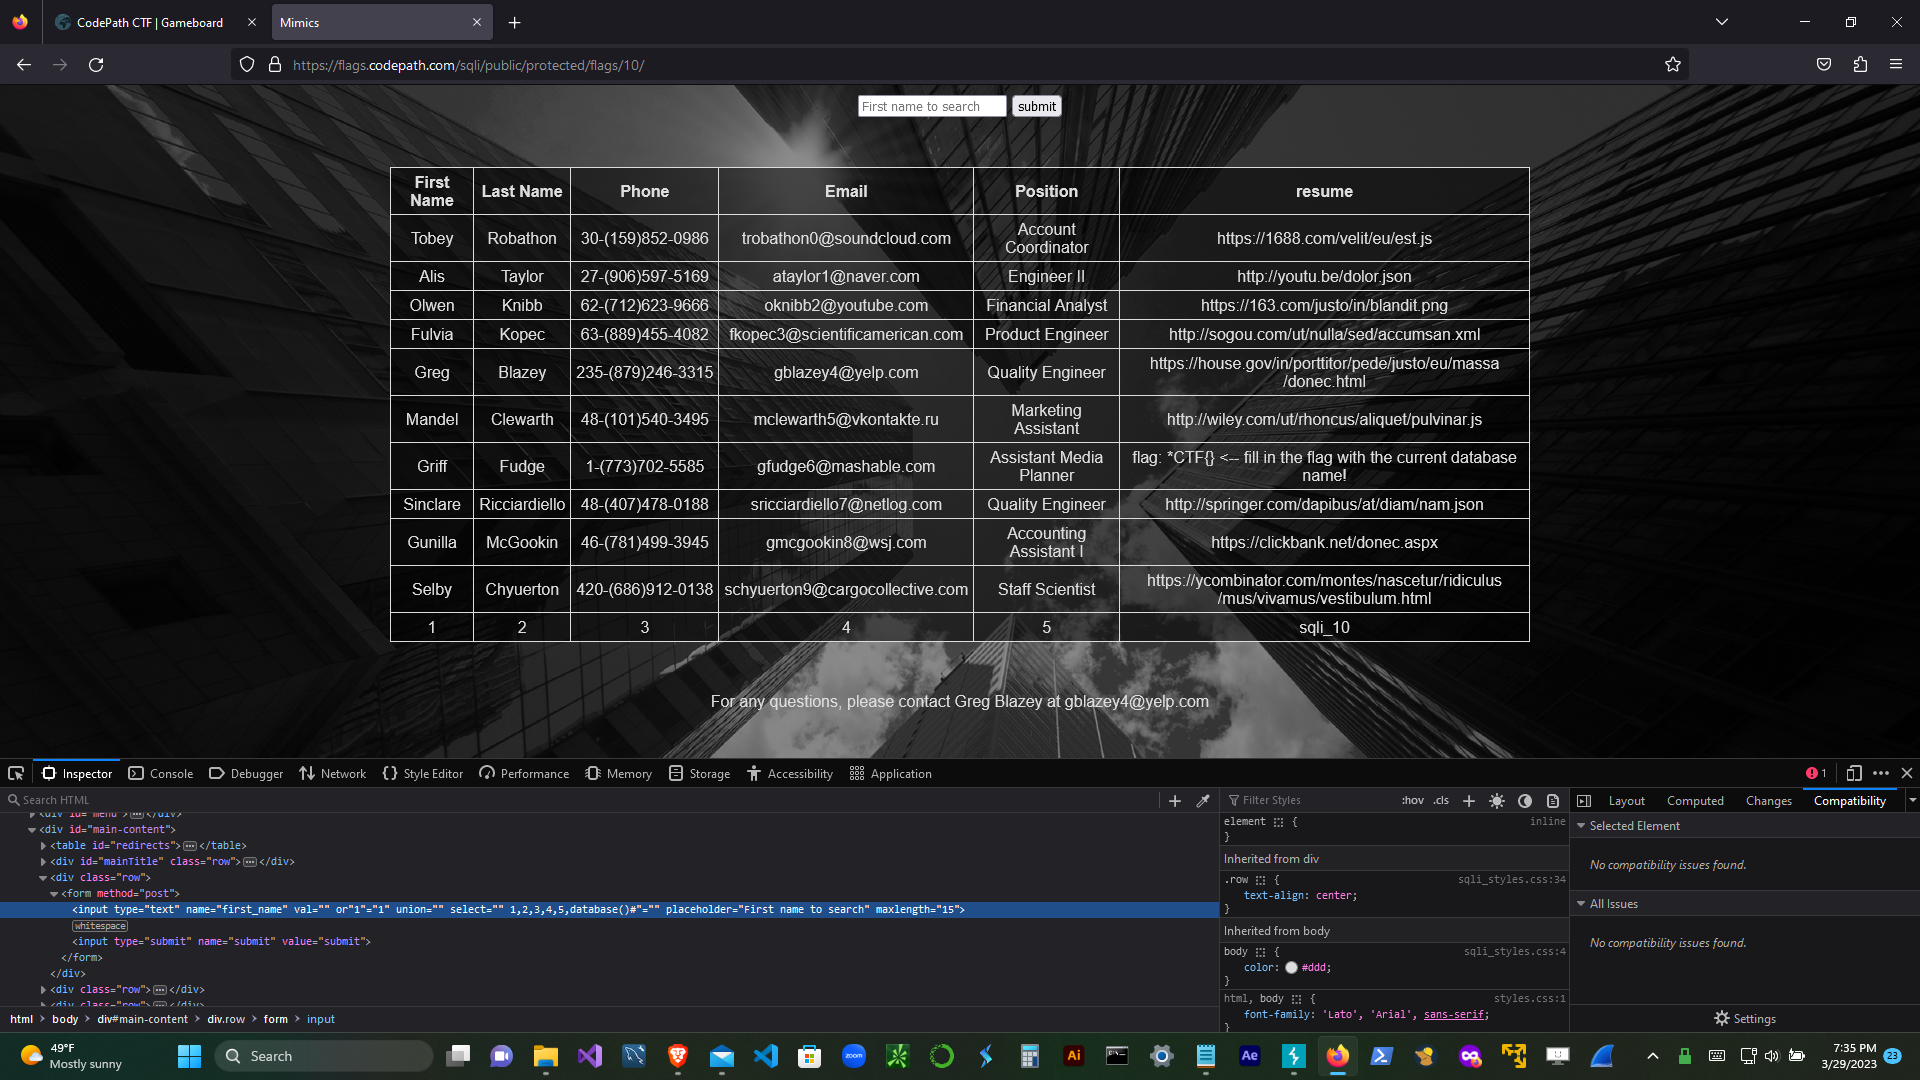 CodePath CTF | Gameboard
Mimics
https://flags.codepath.com/sqli/public/protected/flags/10/
First name to search submit
First Name Last Name Phone Email Position resume
Tobey Robathon 30-(159)852-0986 trobathon0@soundcloud.com Account Coordinator https://1688.com/velit/eu/est.js
Alis Taylor 27-(906)597-5169 ataylor1@naver.com Engineer II http://youtu.be/dolor.json
Olwen Knibb 62-(712)623-9666 oknibb2@youtube.com Financial Analyst https://163.com/justo/in/blandit.png
Fulvia Kopec 63-(889)455-4082 fkopec3@scientificamerican.com Product Engineer http://sogou.com/ut/nulla/sed/accumsan.xml
Greg Blazey 235-(879)246-3315 gblazey4@yelp.com Quality Engineer https://house.gov/in/porttitor/pede/justo/eu/massa/donec.html
Mandel Clewarth 48-(101)540-3495 mclewarth5@vkontakte.ru Marketing Assistant http://wiley.com/ut/rhoncus/aliquet/pulvinar.js
Griff Fudge 1-(773)702-5585 gfudge6@mashable.com Assistant Media Planner flag: *CTF{} <-- fill in the flag with the current database name!
Sinclare Ricciardiello 48-(407)478-0188 sricciardiello7@netlog.com Quality Engineer http://springer.com/dapibus/at/diam/nam.json
Gunilla McGookin 46-(781)499-3945 gmcgookin8@wsj.com Accounting Assistant I https://clickbank.net/donec.aspx
Selby Chyuerton 420-(686)912-0138 schyuerton9@cargocollective.com Staff Scientist https://ycombinator.com/montes/nascetur/ridiculus/mus/vivamus/vestibulum.html
1 2 3 4 5 sqli_10
For any questions, please contact Greg Blazey at gblazey4@yelp.com
Inspector Console Debugger Network Style Editor Performance Memory Storage Accessibility Application 1
Search HTML
<div id="menu"></div>
<div id="main-content">
<table id="redirects"></table>
<div id="mainTitle" class="row"></div>
<div class="row">
<form method="post">
<input type="text" name="first_name" val="" or"1"="1" union="" select="" 1,2,3,4,5,database()#"="" placeholder="First name to search" maxlength="15">
whitespace
<input type="submit" name="submit" value="submit">
</form>
</div>
<div class="row"></div>
<div class="row"></div>
html > body > div#main-content > div.row > form > input
Filter Styles :hov .cls
element { inline
}
Inherited from div
.row { sqli_styles.css:34
text-align: center;
}
Inherited from body
body { sqli_styles.css:4
color: #ddd;
}
html, body { styles.css:1
font-family: 'Lato', 'Arial', sans-serif;
}
Layout Computed Changes Compatibility
Selected Element
No compatibility issues found.
All Issues
No compatibility issues found.
Settings
49°F
Mostly sunny
Search
zoom
Ai
Ae
7:35 PM
3/29/2023
23